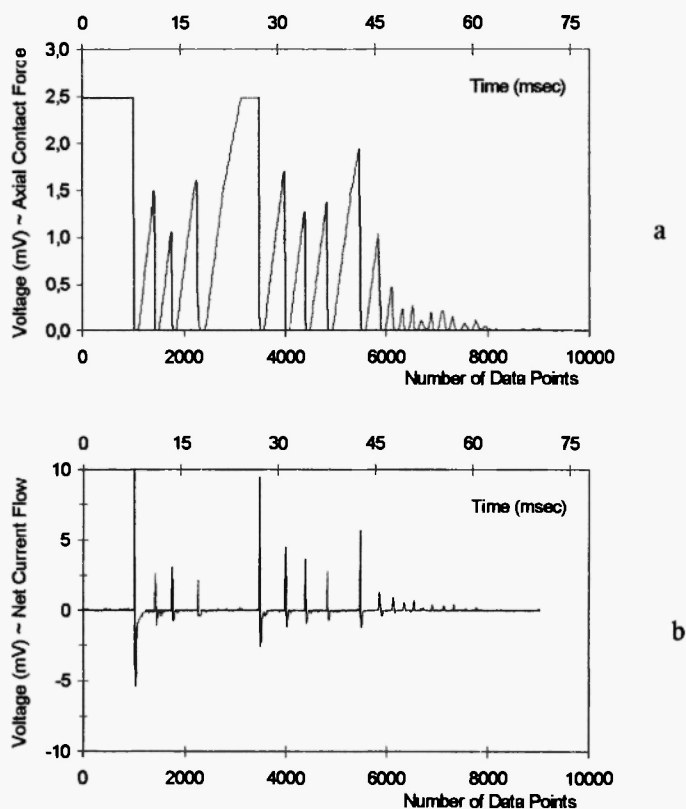 0 15 30 45 60 75
3,0
Time (msec)
2,5
2,0
1,5
1,0
0,5
0,0
Voltage (mV) ~ Axial Contact Force
0 2000 4000 6000 8000 10000
Number of Data Points
a
0 15 30 45 60 75
10
Time (msec)
5
0
-5
-10
Voltage (mV) ~ Net Current Flow
0 2000 4000 6000 8000 10000
Number of Data Points
b